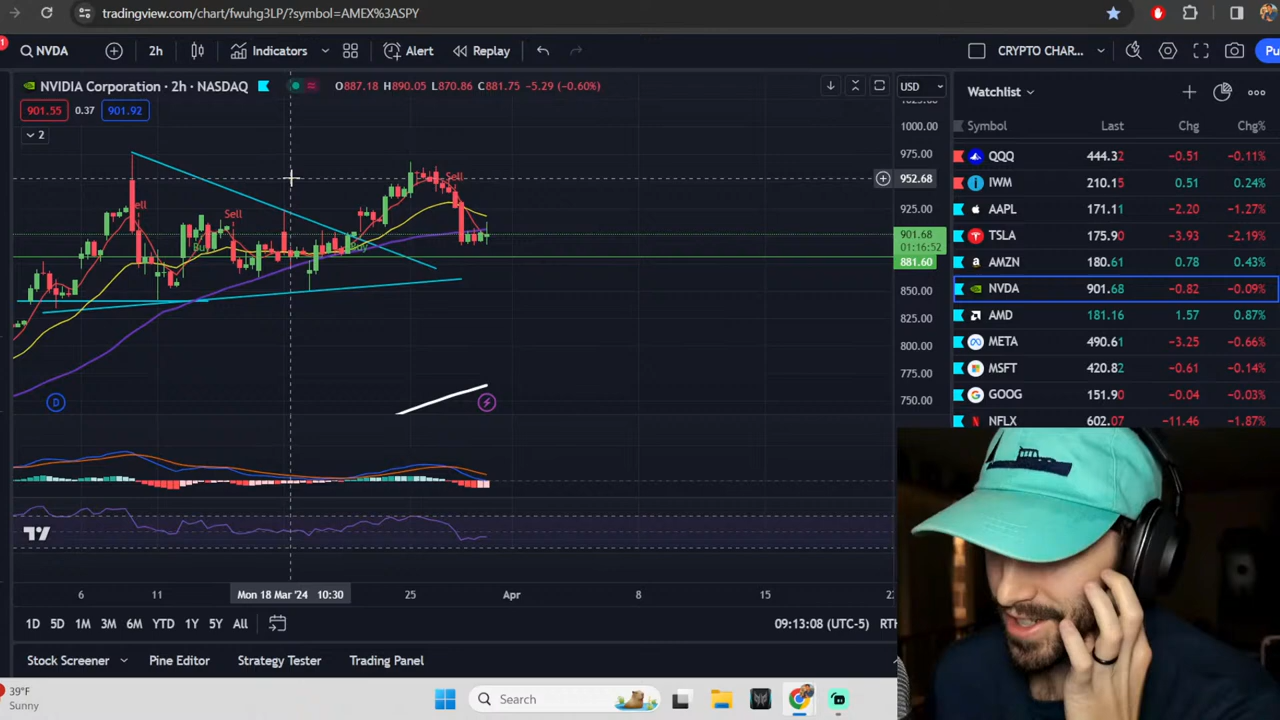 tradingview.com/chart/fwuhg3LP/?symbol=AMEX%3ASPY
1
NVDA
2h
Indicators
Alert
Replay
CRYPTO CHAR...
Pu
NVIDIA Corporation · 2h · NASDAQ
O887.18 H890.05 L870.86 C881.75 -5.29 (-0.60%)
901.55
0.37
901.92
2
USD
1000.00
975.00
952.68
925.00
901.68
01:16:52
881.60
850.00
825.00
800.00
775.00
750.00
Sell
Sell
Buy
D
6
11
Mon 18 Mar '24 10:30
25
Apr
8
15
1D 5D 1M 3M 6M YTD 1Y 5Y All
09:13:08 (UTC-5)
RTH
Stock Screener
Pine Editor
Strategy Tester
Trading Panel
Watchlist
Symbol Last Chg Chg%
QQQ 444.32 −0.51 −0.11%
IWM 210.15 0.51 0.24%
AAPL 171.11 −2.20 −1.27%
TSLA 175.90 −3.93 −2.19%
AMZN 180.61 0.78 0.43%
NVDA 901.68 −0.82 −0.09%
AMD 181.16 1.57 0.87%
META 490.61 −3.25 −0.66%
MSFT 420.82 −0.61 −0.14%
GOOG 151.90 −0.04 −0.03%
NFLX 602.07 −11.46 −1.87%
39°F
Sunny
Search